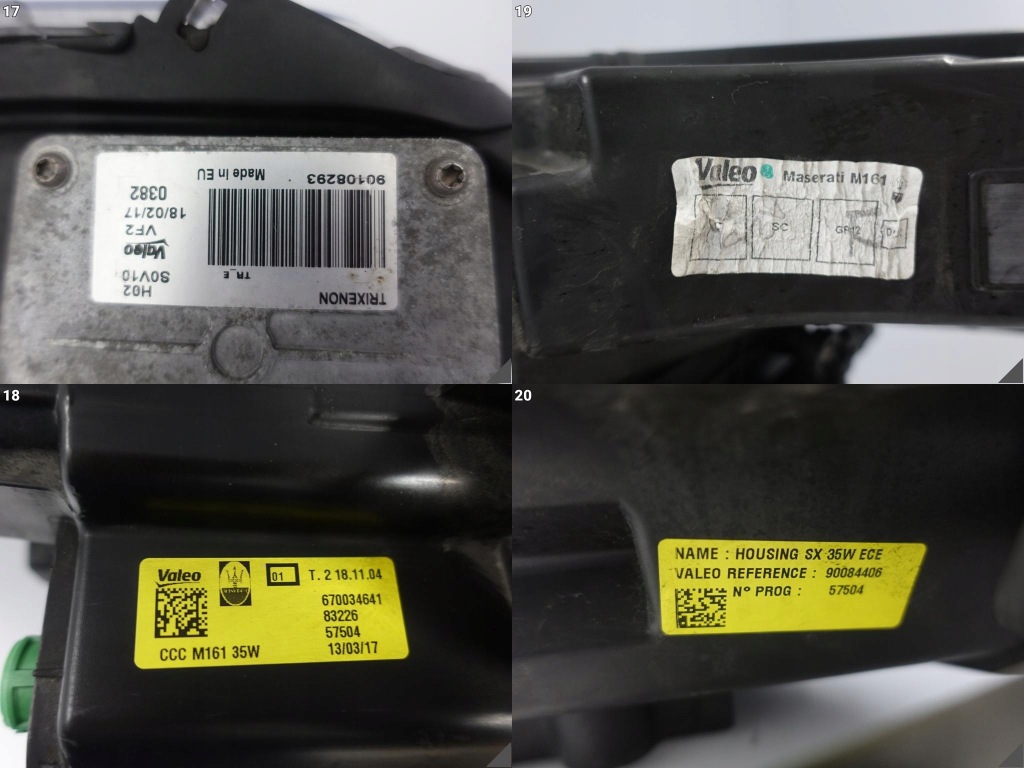 17
TRIXENON
TR_E
90108293
Made in EU
H02
S0V10
Valeo
VF2
18/02/17
0382
19
Valeo Maserati M161
SC
GR12
18
Valeo
01
T. 2 18.11.04
670034641
83226
57504
CCC M161 35W
13/03/17
20
NAME : HOUSING SX 35W ECE
VALEO REFERENCE : 90084406
N° PROG : 57504